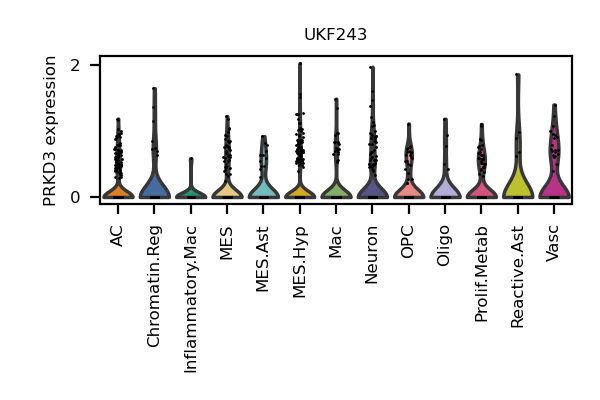 UKF243
PRKD3 expression
2
0
AC
Chromatin.Reg
Inflammatory.Mac
MES
MES.Ast
MES.Hyp
Mac
Neuron
OPC
Oligo
Prolif.Metab
Reactive.Ast
Vasc